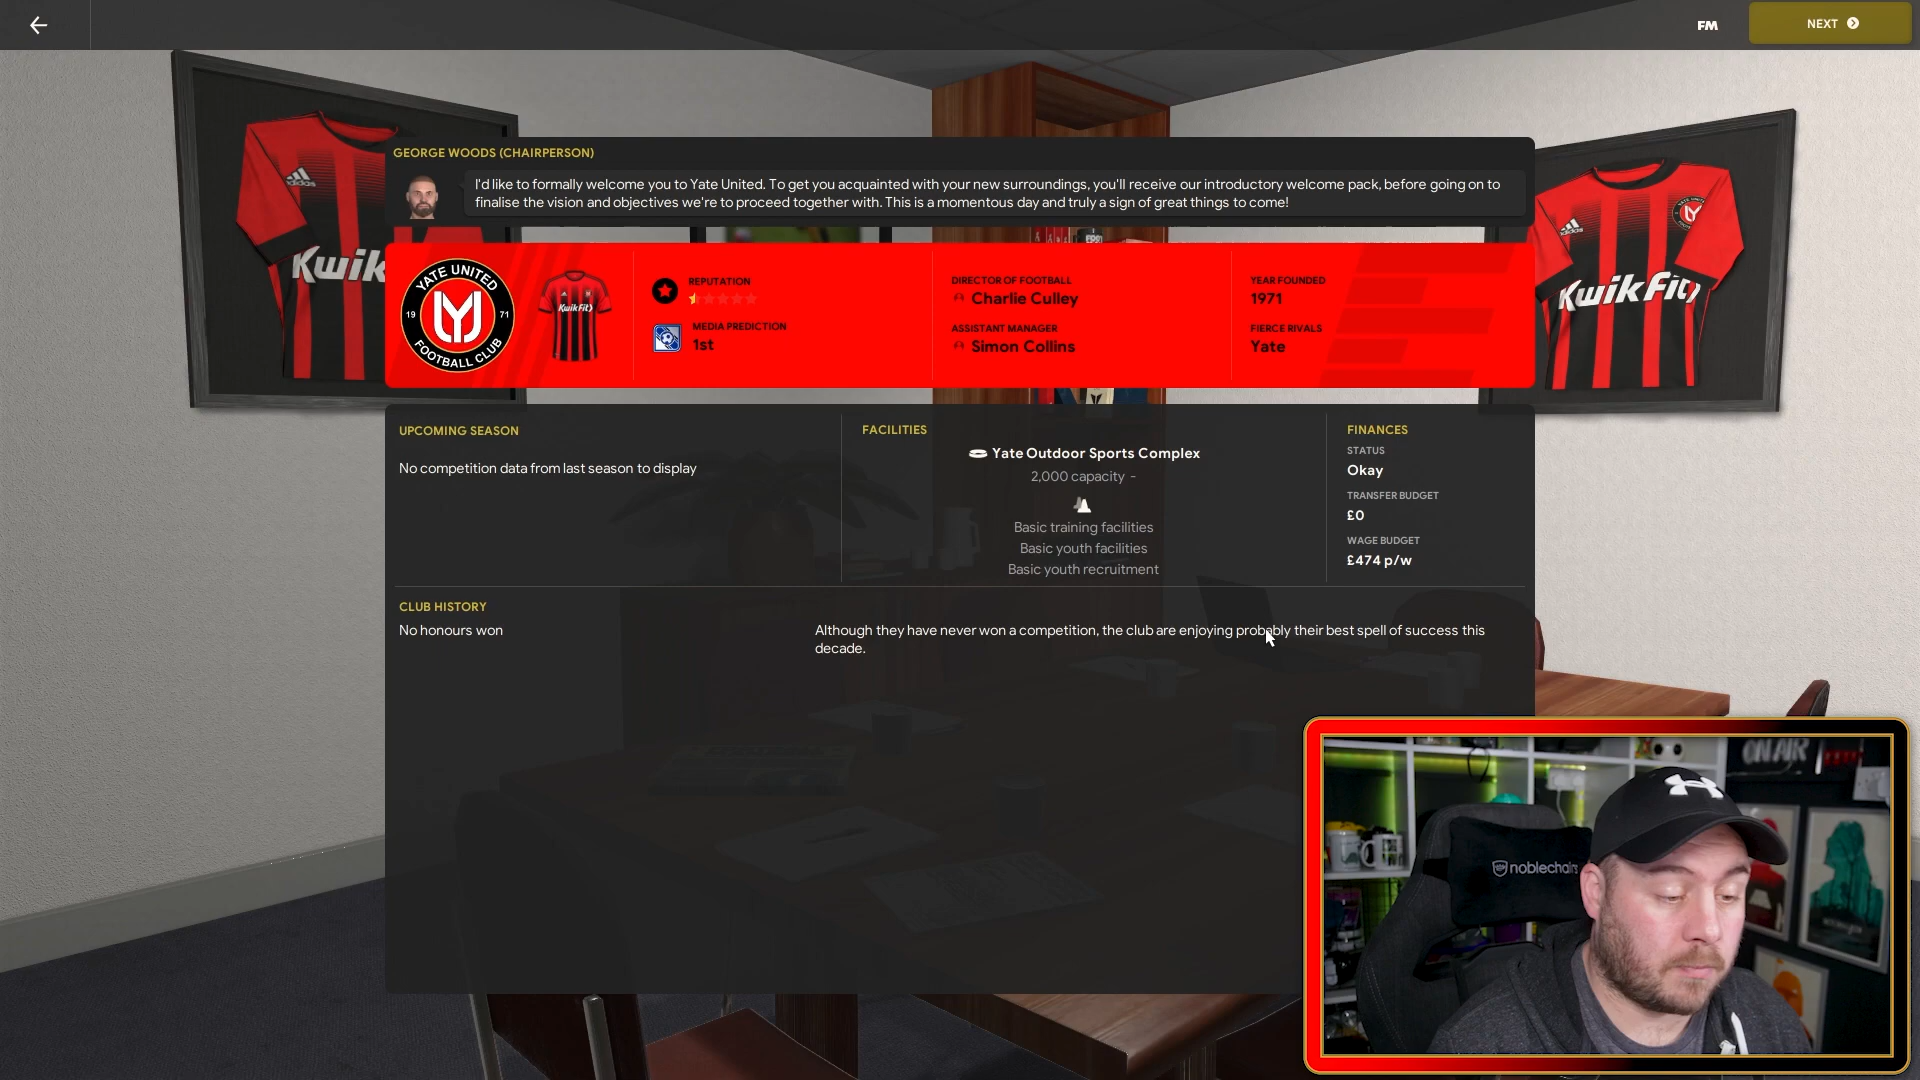 FM
NEXT
GEORGE WOODS (CHAIRPERSON)
I'd like to formally welcome you to Yate United. To get you acquainted with your new surroundings, you'll receive our introductory welcome pack, before going on to
finalise the vision and objectives we're to proceed together with. This is a momentous day and truly a sign of great things to come!
adidas
Kwik
YATE UNITED
19 71
FOOTBALL CLUB
KwikFit
REPUTATION
MEDIA PREDICTION
1st
DIRECTOR OF FOOTBALL
Charlie Culley
ASSISTANT MANAGER
Simon Collins
YEAR FOUNDED
1971
FIERCE RIVALS
Yate
adidas
KwikFit
UPCOMING SEASON
No competition data from last season to display
FACILITIES
Yate Outdoor Sports Complex
2,000 capacity -
Basic training facilities
Basic youth facilities
Basic youth recruitment
FINANCES
STATUS
Okay
TRANSFER BUDGET
£0
WAGE BUDGET
£474 p/w
CLUB HISTORY
No honours won
Although they have never won a competition, the club are enjoying probably their best spell of success this
decade.
ON AIR
noblechairs